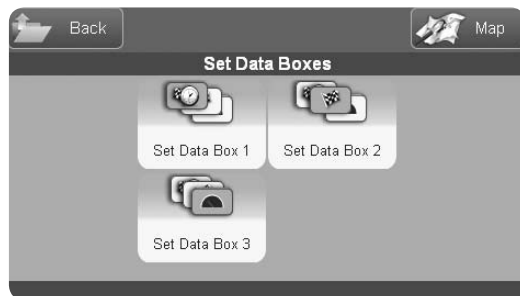 Back Map
Set Data Boxes
Set Data Box 1 Set Data Box 2
Set Data Box 3